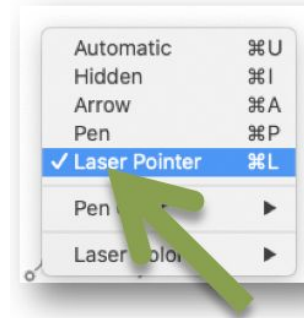 Automatic ⌘U
Hidden ⌘I
Arrow ⌘A
Pen ⌘P
✓ Laser Pointer ⌘L
Pen
Laser